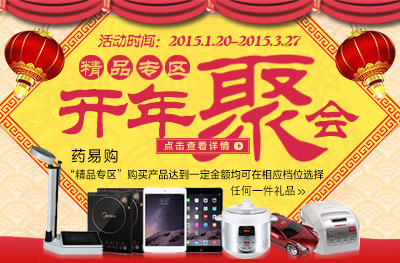 活动时间：2015.1.20-2015.3.27
精品专区
开年聚会
点击查看详情
药易购
“精品专区”购买产品达到一定金额均可在相应档位选择
任何一件礼品>>
Midea